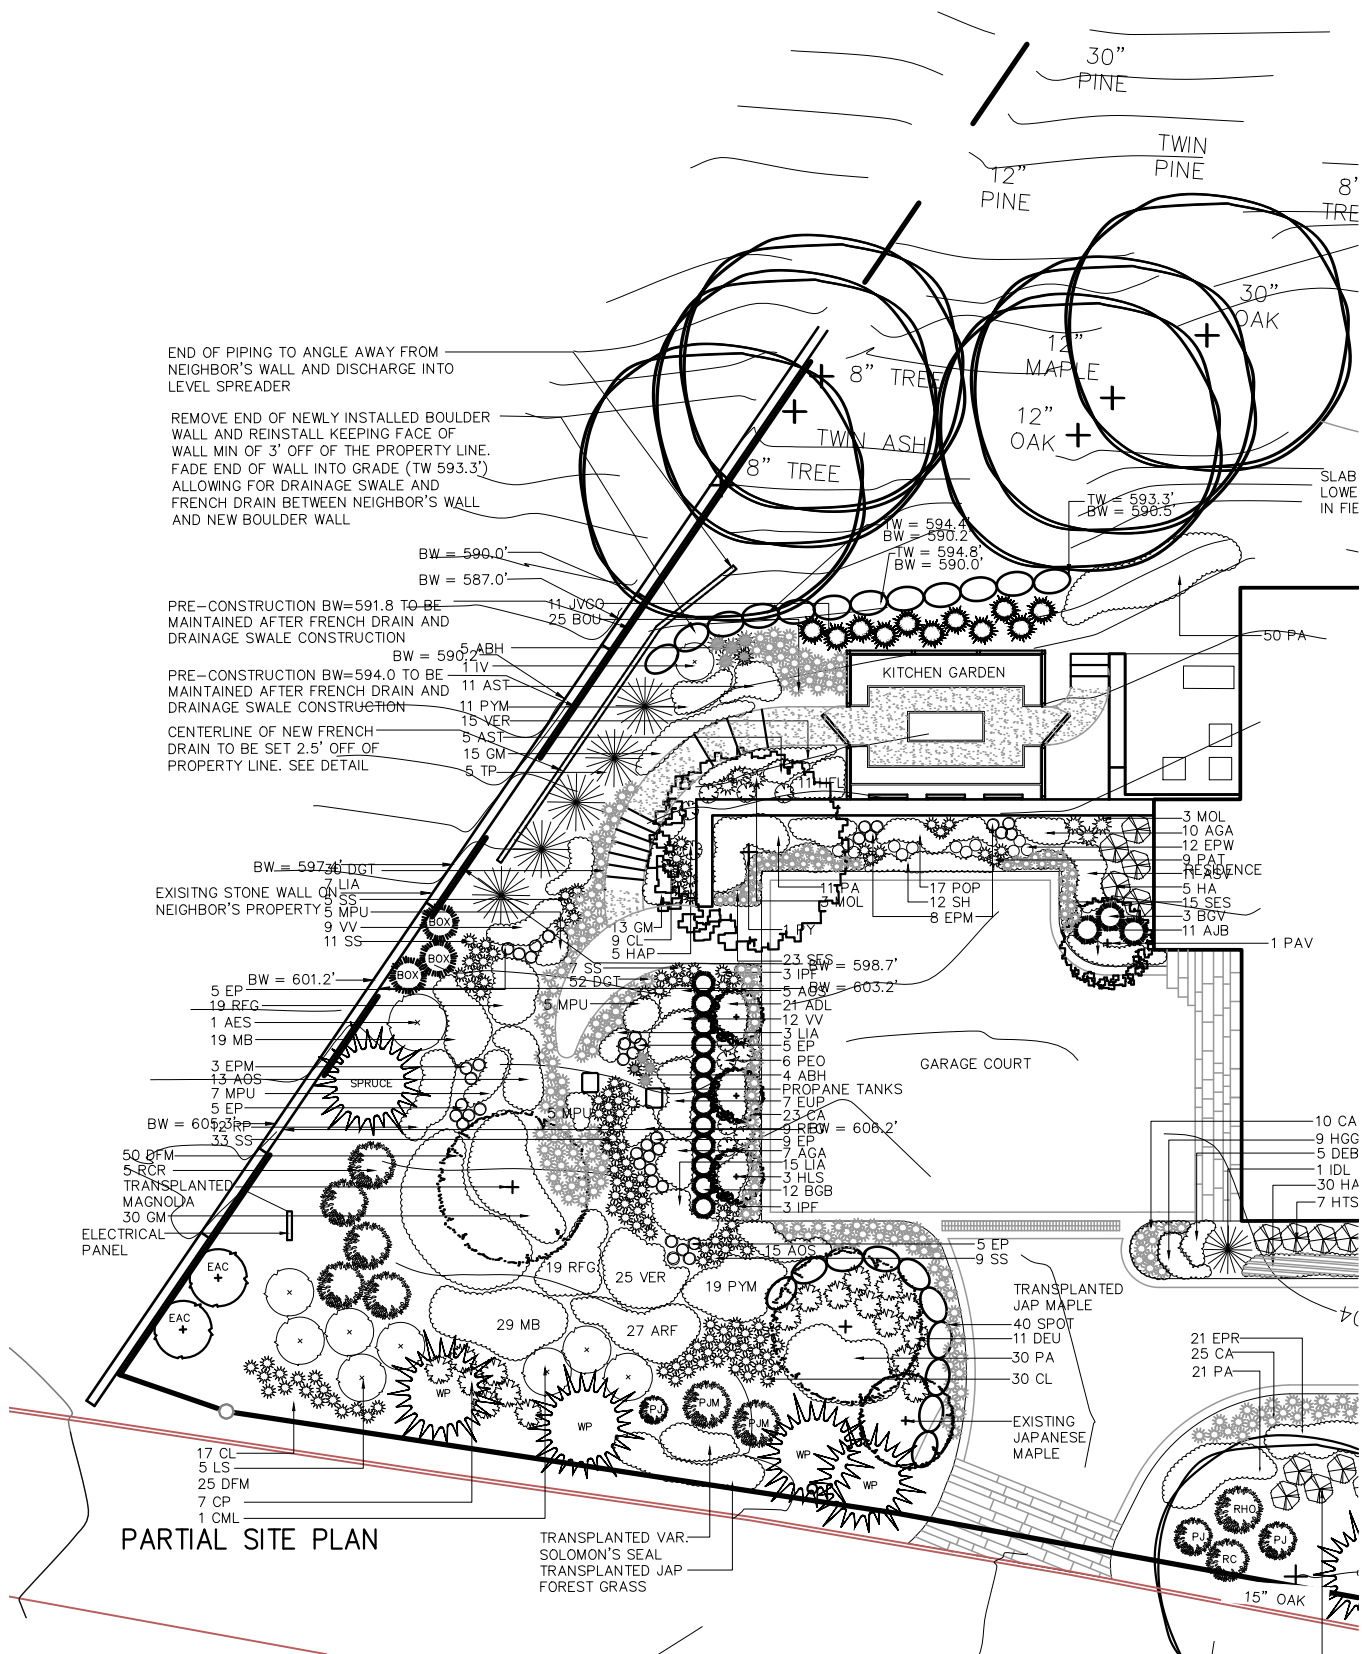 30”
PINE
TWIN
PINE
12”
PINE
8'
TRE
30”
OAK
12”
MAPLE
8” TREE
12”
OAK
TWIN ASH
8” TREE
END OF PIPING TO ANGLE AWAY FROM
NEIGHBOR'S WALL AND DISCHARGE INTO
LEVEL SPREADER
REMOVE END OF NEWLY INSTALLED BOULDER
WALL AND REINSTALL KEEPING FACE OF
WALL MIN OF 3' OFF OF THE PROPERTY LINE.
FADE END OF WALL INTO GRADE (TW 593.3')
ALLOWING FOR DRAINAGE SWALE AND
FRENCH DRAIN BETWEEN NEIGHBOR'S WALL
AND NEW BOULDER WALL
SLAB
LOWE
IN FIE
TW = 593.3'
BW = 590.5'
TW = 594.4'
BW = 590.2'
TW = 594.8'
BW = 590.0'
BW = 590.0'
BW = 587.0'
PRE-CONSTRUCTION BW=591.8 TO BE
MAINTAINED AFTER FRENCH DRAIN AND
DRAINAGE SWALE CONSTRUCTION
11 JVGO
25 BOU
50 PA
5 ABH
BW = 590.2'
1 IV
PRE-CONSTRUCTION BW=594.0 TO BE
MAINTAINED AFTER FRENCH DRAIN AND
DRAINAGE SWALE CONSTRUCTION
11 AST
11 PYM
15 VER
5 AST
15 GM
5 TP
KITCHEN GARDEN
CENTERLINE OF NEW FRENCH
DRAIN TO BE SET 2.5' OFF OF
PROPERTY LINE. SEE DETAIL
11 HFL
3 MOL
10 AGA
12 EPW
9 PAT
RESIDENCE
5 HA
15 SES
3 BGV
11 AJB
1 PAV
BW = 597.4'
36 DGT
7 LIA
5 SS
5 MPU
9 VV
11 SS
EXISITNG STONE WALL ON
NEIGHBOR'S PROPERTY
11 PA
3 MOL
17 POP
12 SH
8 EPM
13 GM
9 CL
5 HAP
1 PY
BOX
BOX
BOX
BW = 601.2'
5 EP
19 RFG
1 AES
19 MB
7 SS
52 DGT
5 MPU
23 SES
3 IPF
BW = 598.7'
5 AOS
BW = 603.2'
21 ADL
12 VV
3 LIA
5 EP
6 PEO
4 ABH
PROPANE TANKS
7 EUP
23 CA
9 RFG
BW = 606.2'
9 EP
7 AGA
15 LIA
3 HLS
12 BGB
3 IPF
GARAGE COURT
3 EPM
13 AOS
7 MPU
5 EP
BW = 605.3'
12 RP
33 SS
SPRUCE
5 MPU
50 DFM
5 RCR
TRANSPLANTED
MAGNOLIA
30 GM
ELECTRICAL
PANEL
10 CA
9 HGG
5 DEB
1 IDL
30 HA
7 HTS
EAC
EAC
19 RFG
25 VER
15 AOS
5 EP
9 SS
19 PYM
29 MB
27 ARF
TRANSPLANTED
JAP MAPLE
40 SPOT
11 DEU
30 PA
30 CL
EXISTING
JAPANESE
MAPLE
21 EPR
25 CA
21 PA
WP
WP
PJ
PJM
PJM
WP
WP
17 CL
5 LS
25 DFM
7 CP
1 CML
PARTIAL SITE PLAN
TRANSPLANTED VAR.
SOLOMON'S SEAL
TRANSPLANTED JAP
FOREST GRASS
RHO
PJ
PJ
RC
15” OAK